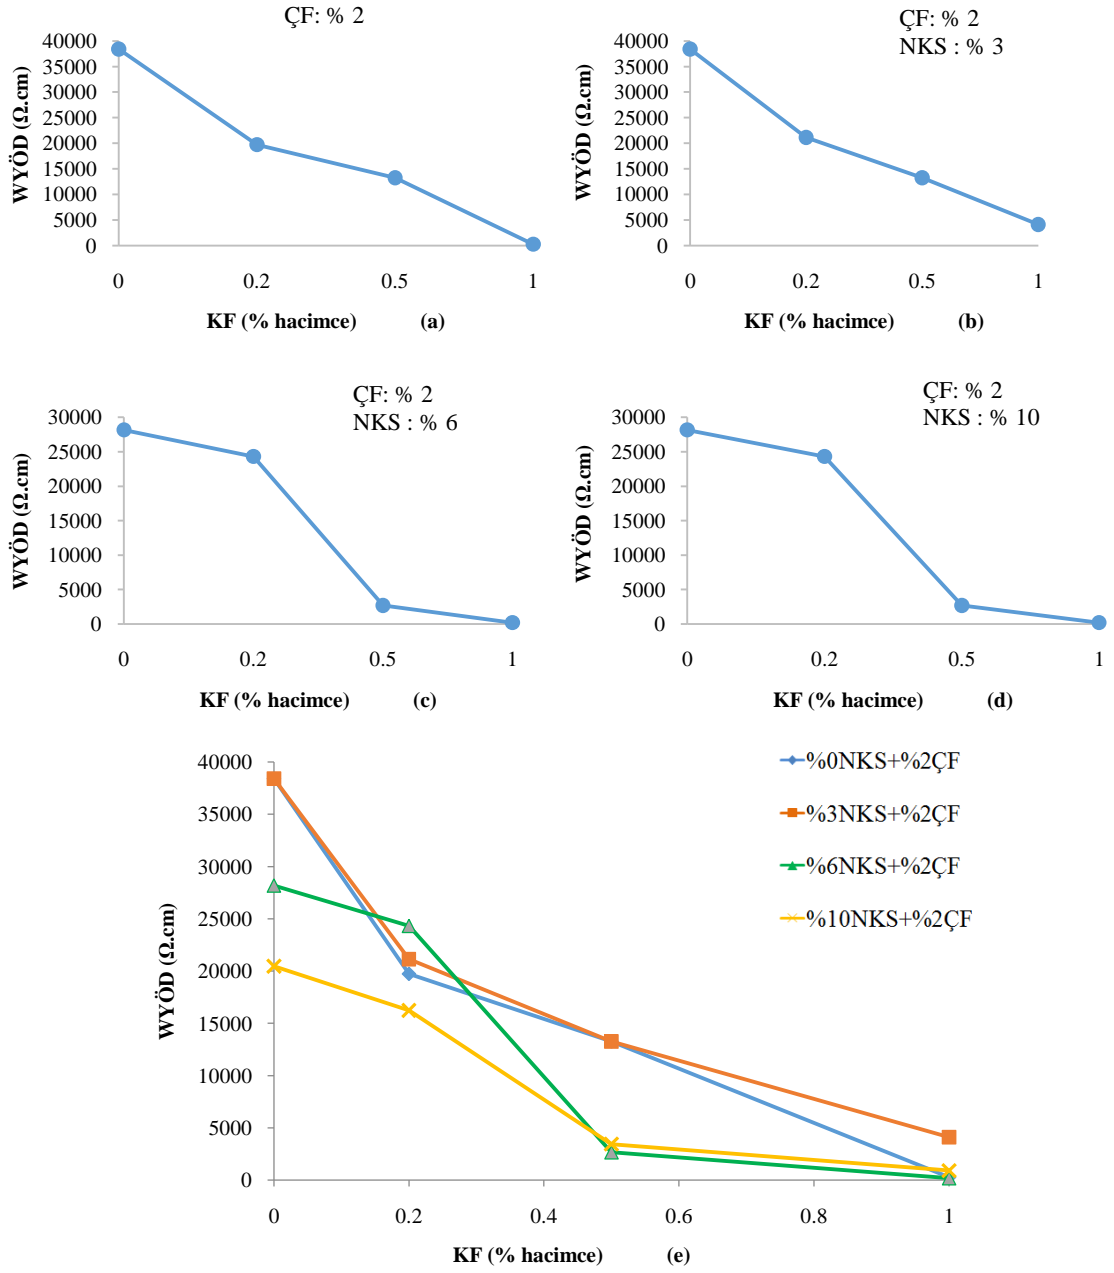 ÇF: % 2
WYÖD (Ω.cm)
40000
35000
30000
25000
20000
15000
10000
5000
0
0 0.2 0.5 1
KF (% hacimce) (a)
ÇF: % 2
NKS : % 3
WYÖD (Ω.cm)
40000
35000
30000
25000
20000
15000
10000
5000
0
0 0.2 0.5 1
KF (% hacimce) (b)
ÇF: % 2
NKS : % 6
WYÖD (Ω.cm)
30000
25000
20000
15000
10000
5000
0
0 0.2 0.5 1
KF (% hacimce) (c)
ÇF: % 2
NKS : % 10
WYÖD (Ω.cm)
30000
25000
20000
15000
10000
5000
0
0 0.2 0.5 1
KF (% hacimce) (d)
%0NKS+%2ÇF
%3NKS+%2ÇF
%6NKS+%2ÇF
%10NKS+%2ÇF
WYÖD (Ω.cm)
40000
35000
30000
25000
20000
15000
10000
5000
0
0 0.2 0.4 0.6 0.8 1
KF (% hacimce) (e)